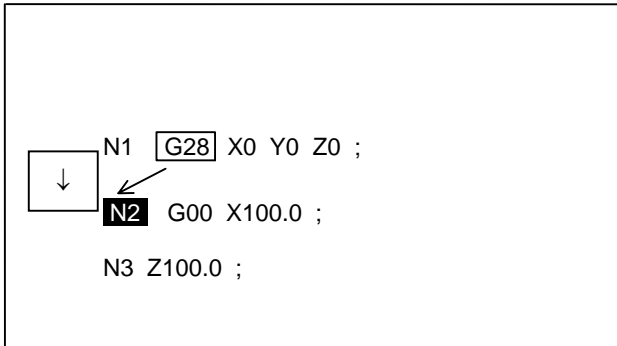 N1 G28 X0 Y0 Z0 ;
↓
N2 G00 X100.0 ;
N3 Z100.0 ;